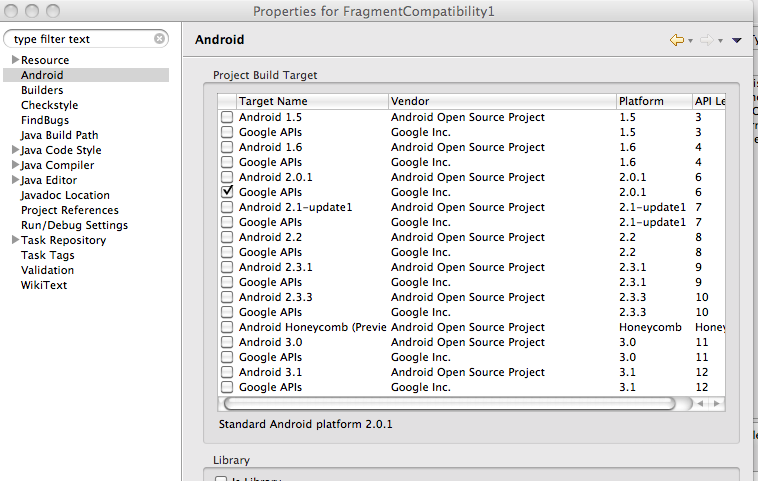 Properties for FragmentCompatibility1
type filter text
Resource
Android
Builders
Checkstyle
FindBugs
Java Build Path
Java Code Style
Java Compiler
Java Editor
Javadoc Location
Project References
Run/Debug Settings
Task Repository
Task Tags
Validation
WikiText
Android
Project Build Target
Target Name Vendor Platform API Le
Android 1.5 Android Open Source Project 1.5 3
Google APIs Google Inc. 1.5 3
Android 1.6 Android Open Source Project 1.6 4
Google APIs Google Inc. 1.6 4
Android 2.0.1 Android Open Source Project 2.0.1 6
Google APIs Google Inc. 2.0.1 6
Android 2.1-update1 Android Open Source Project 2.1-update1 7
Google APIs Google Inc. 2.1-update1 7
Android 2.2 Android Open Source Project 2.2 8
Google APIs Google Inc. 2.2 8
Android 2.3.1 Android Open Source Project 2.3.1 9
Google APIs Google Inc. 2.3.1 9
Android 2.3.3 Android Open Source Project 2.3.3 10
Google APIs Google Inc. 2.3.3 10
Android Honeycomb (Previe Android Open Source Project Honeycomb Honey
Android 3.0 Android Open Source Project 3.0 11
Google APIs Google Inc. 3.0 11
Android 3.1 Android Open Source Project 3.1 12
Google APIs Google Inc. 3.1 12
Standard Android platform 2.0.1
Library
Is Library